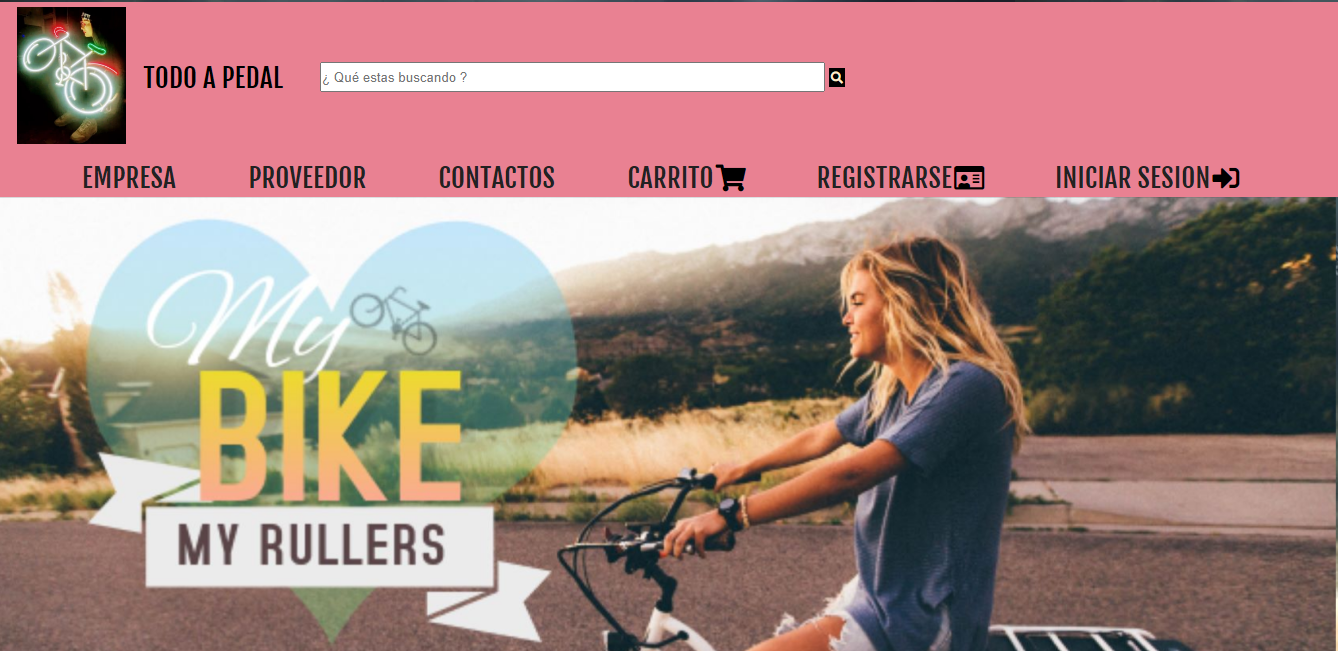 TODO A PEDAL
¿ Qué estas buscando ?
EMPRESA PROVEEDOR CONTACTOS CARRITO REGISTRARSE INICIAR SESION
My
BIKE
MY RULLERS